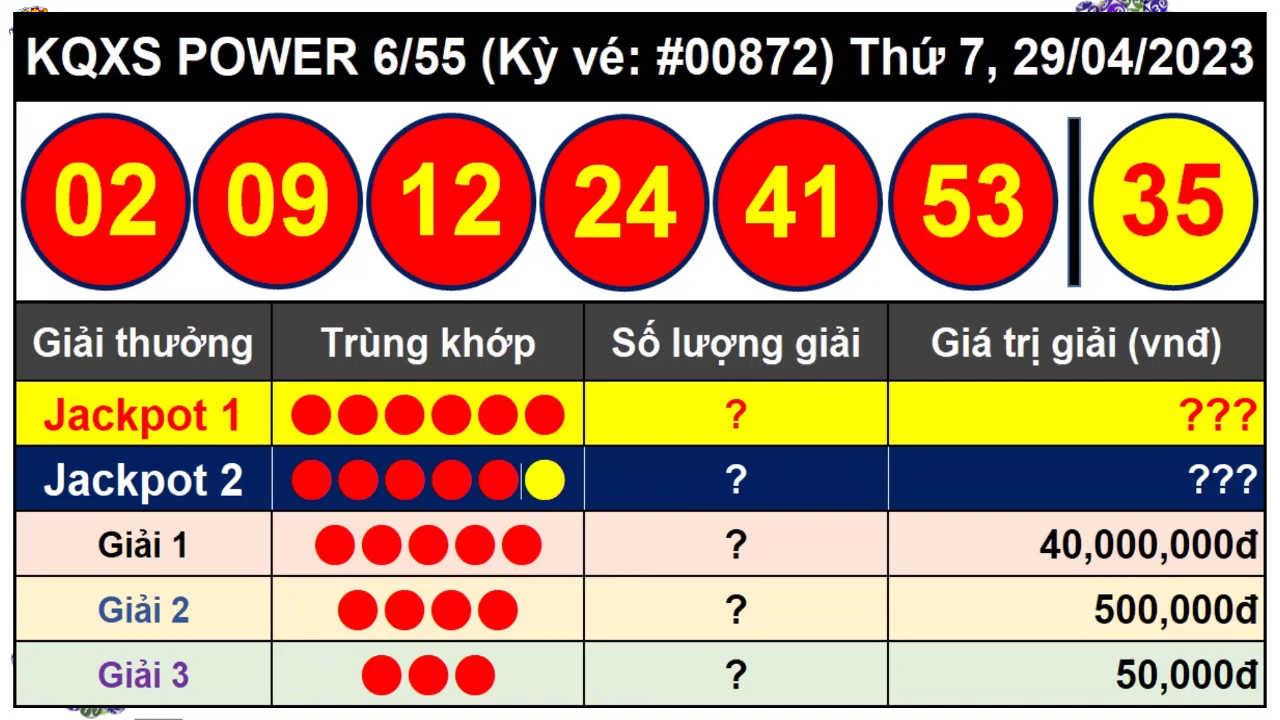 KQXS POWER 6/55 (Kỳ vé: #00872) Thứ 7, 29/04/2023
02 09 12 24 41 53 35
Giải thưởng Trùng khớp Số lượng giải Giá trị giải (vnđ)
Jackpot 1 ? ???
Jackpot 2 ? ???
Giải 1 ? 40,000,000đ
Giải 2 ? 500,000đ
Giải 3 ? 50,000đ